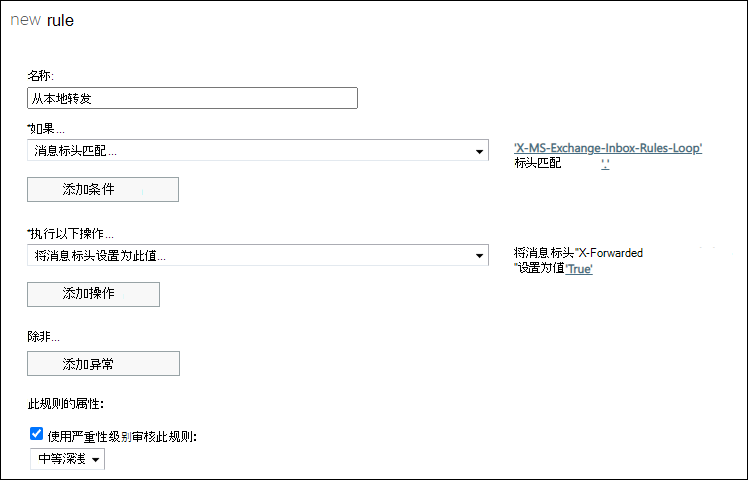 new rule
名称:
从本地转发
*如果...
消息标头匹配...
'X-MS-Exchange-Inbox-Rules-Loop'
标头匹配 '.'
添加条件
*执行以下操作...
将消息标头设置为此值...
将消息标头"X-Forwarded
"设置为值'True'
添加操作
除非...
添加异常
此规则的属性:
使用严重性级别审核此规则:
中等深浅